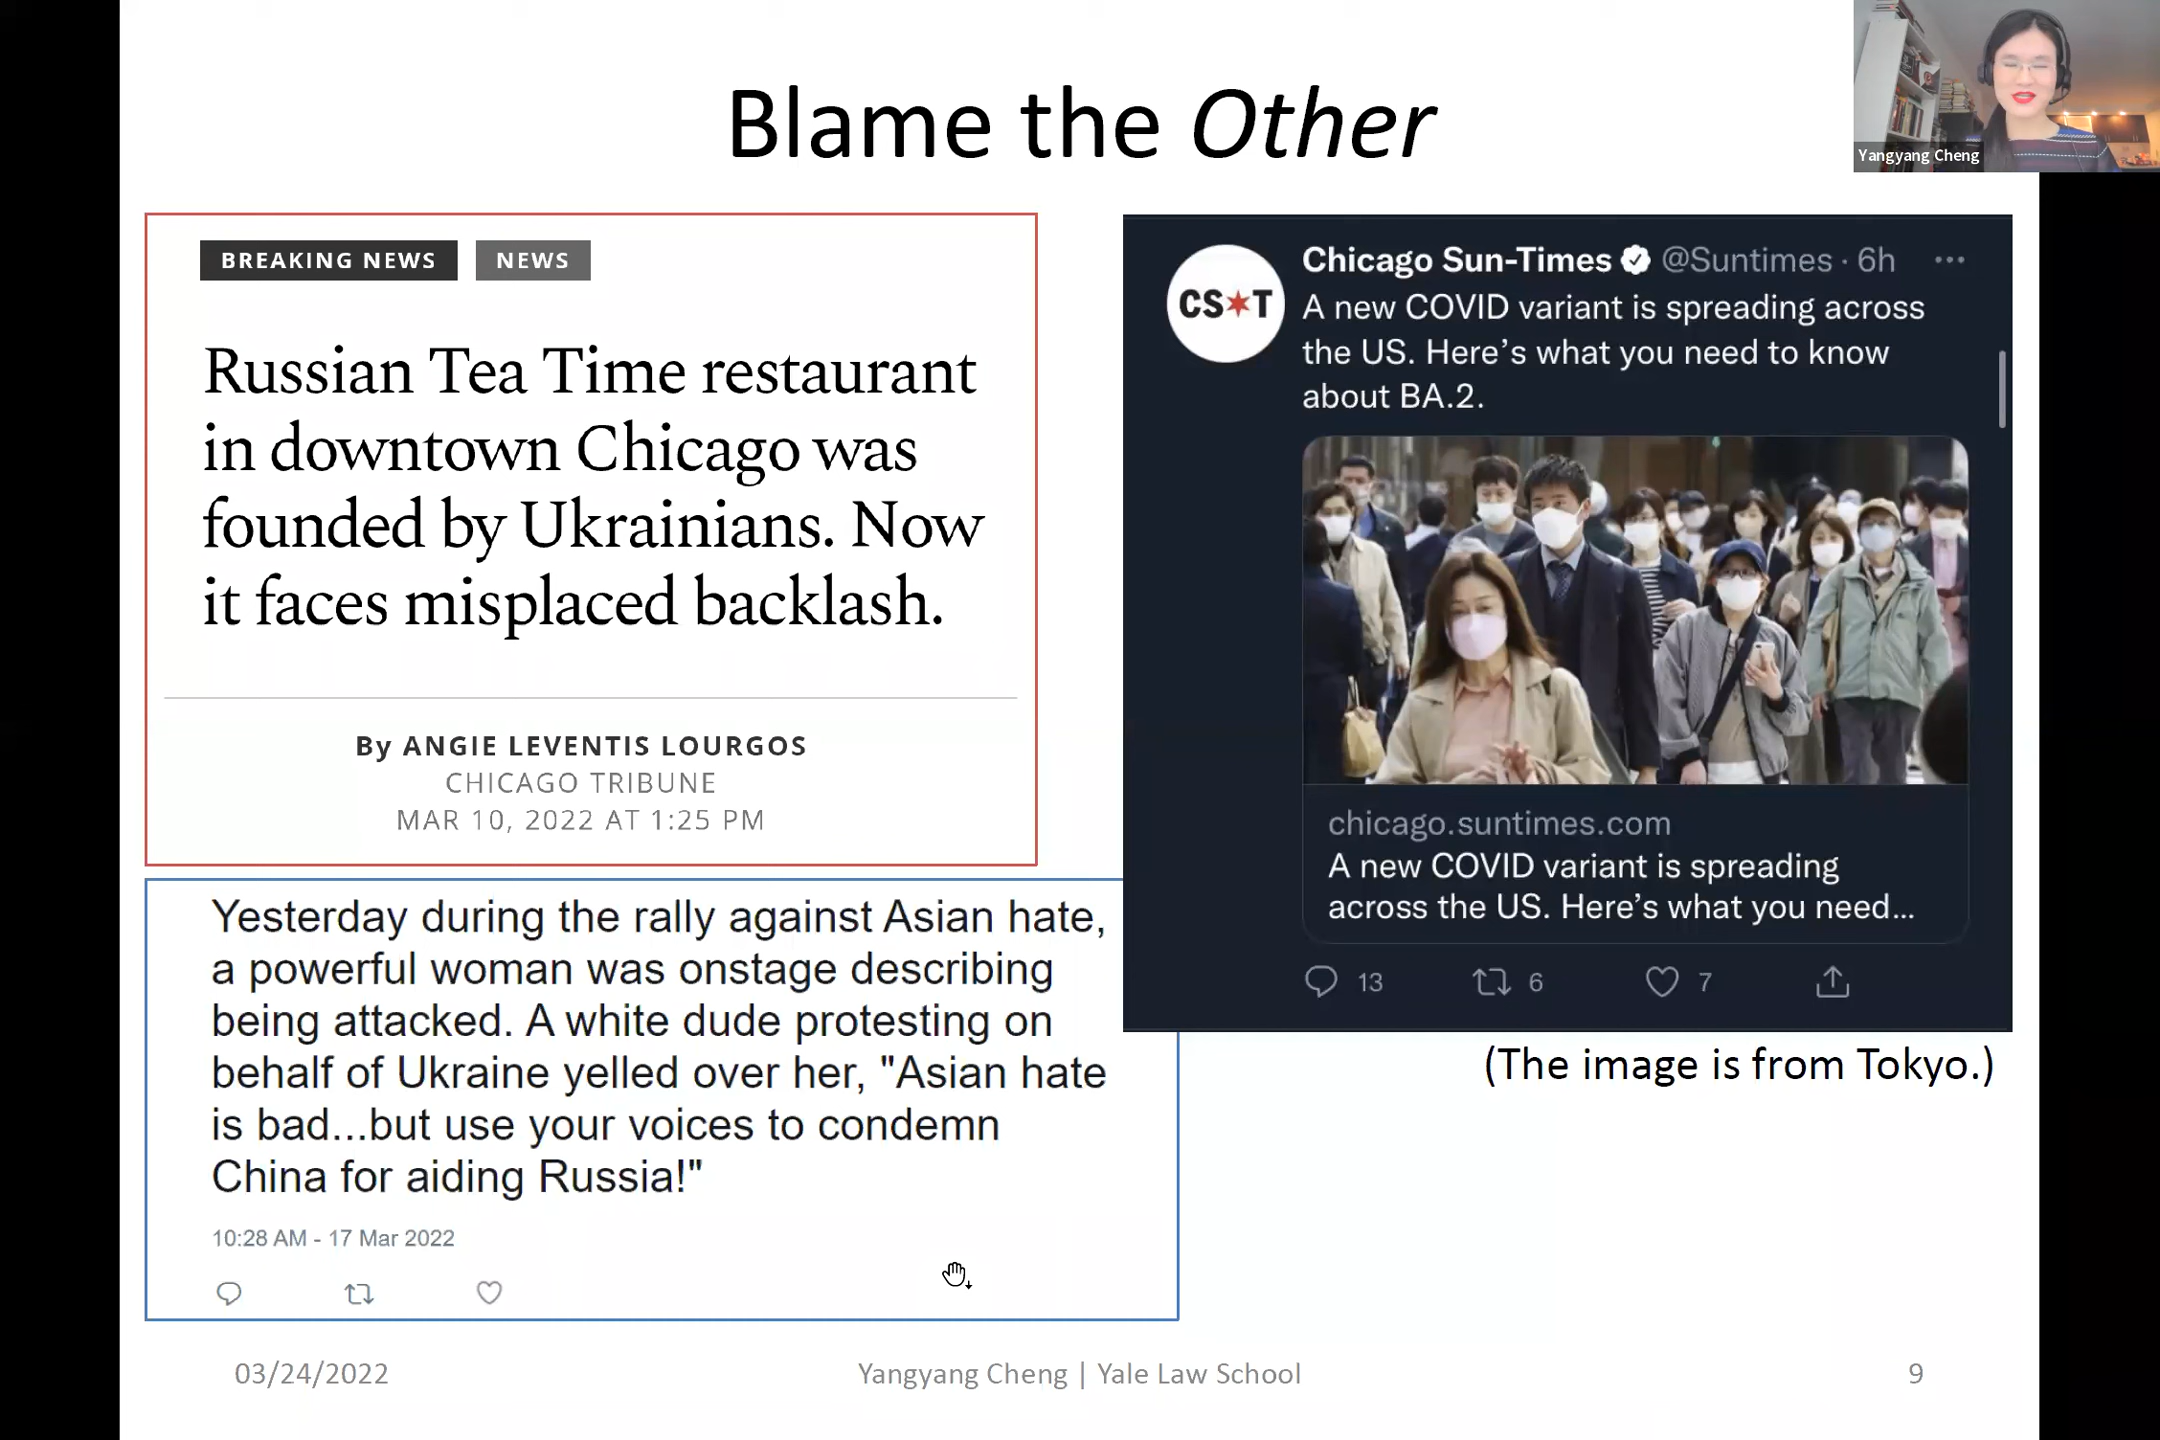 Blame the Other
Yangyang Cheng
BREAKING NEWS NEWS
Russian Tea Time restaurant
in downtown Chicago was
founded by Ukrainians. Now
it faces misplaced backlash.
By ANGIE LEVENTIS LOURGOS
CHICAGO TRIBUNE
MAR 10, 2022 AT 1:25 PM
Yesterday during the rally against Asian hate,
a powerful woman was onstage describing
being attacked. A white dude protesting on
behalf of Ukraine yelled over her, "Asian hate
is bad...but use your voices to condemn
China for aiding Russia!"
10:28 AM - 17 Mar 2022
CS T
Chicago Sun-Times @Suntimes · 6h ...
A new COVID variant is spreading across
the US. Here’s what you need to know
about BA.2.
chicago.suntimes.com
A new COVID variant is spreading
across the US. Here’s what you need...
13 6 7
(The image is from Tokyo.)
03/24/2022 Yangyang Cheng | Yale Law School 9